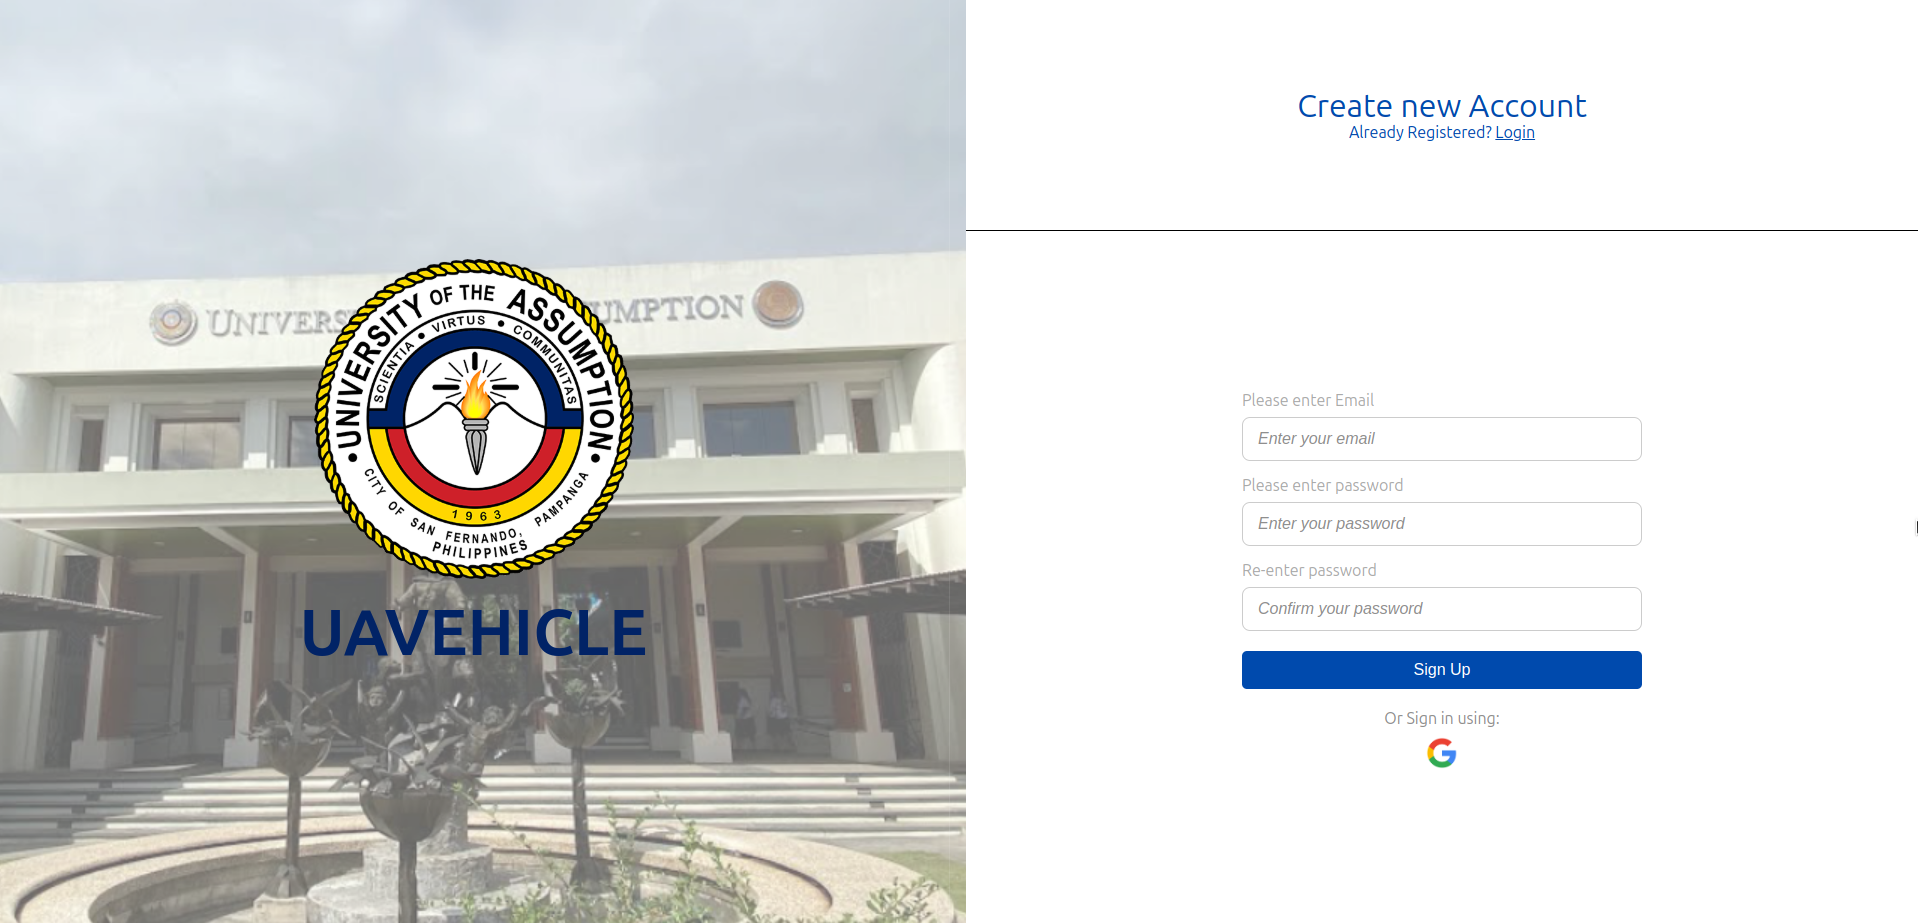 UNIVERS
UMPTION
UNIVERSITY OF THE ASSUMPTION
SCIENTIA • VIRTUS • COMMUNITAS
1963
CITY OF SAN FERNANDO, PAMPANGA
PHILIPPINES
UAVEHICLE
Create new Account
Already Registered? Login
Please enter Email
Enter your email
Please enter password
Enter your password
Re-enter password
Confirm your password
Sign Up
Or Sign in using:
G